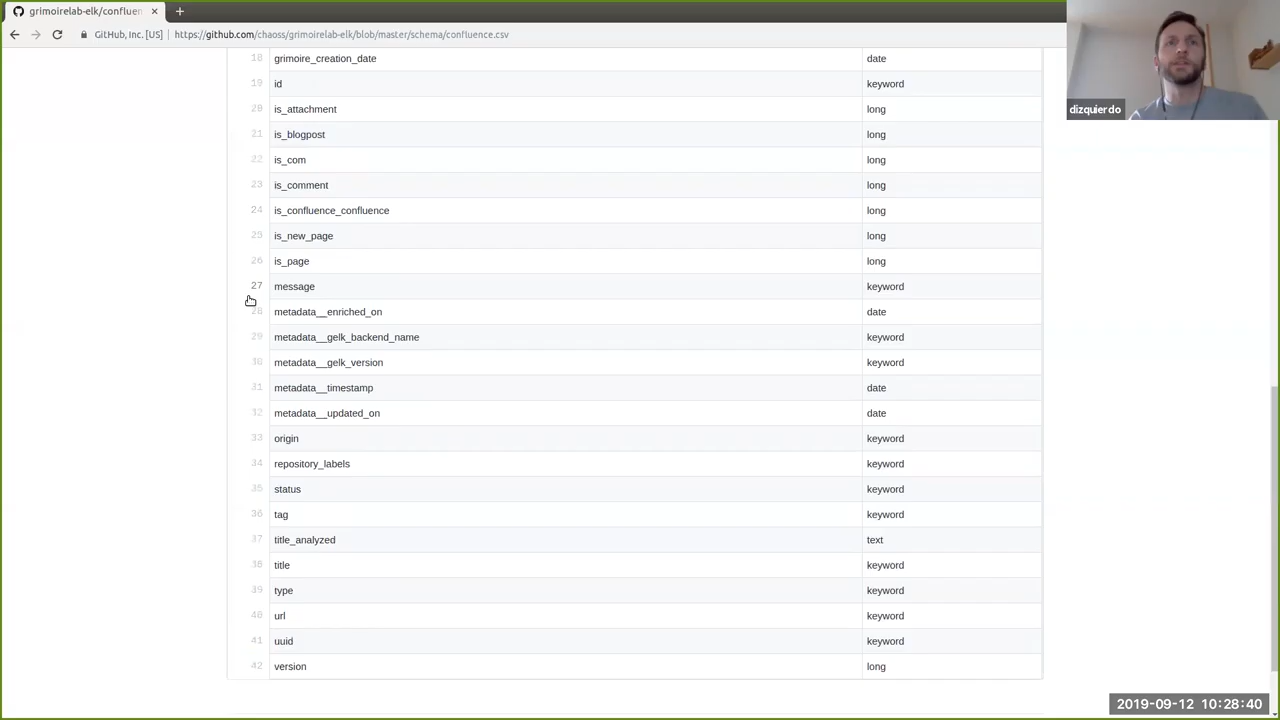 grimoirelab-elk/confluen
GitHub, Inc. [US]
https://github.com/chaoss/grimoirelab-elk/blob/master/schema/confluence.csv
dizquierdo
18 grimoire_creation_date date
19 id keyword
20 is_attachment long
21 is_blogpost long
22 is_com long
23 is_comment long
24 is_confluence_confluence long
25 is_new_page long
26 is_page long
27 message keyword
28 metadata__enriched_on date
29 metadata__gelk_backend_name keyword
30 metadata__gelk_version keyword
31 metadata__timestamp date
32 metadata__updated_on date
33 origin keyword
34 repository_labels keyword
35 status keyword
36 tag keyword
37 title_analyzed text
38 title keyword
39 type keyword
40 url keyword
41 uuid keyword
42 version long
2019-09-12 10:28:40